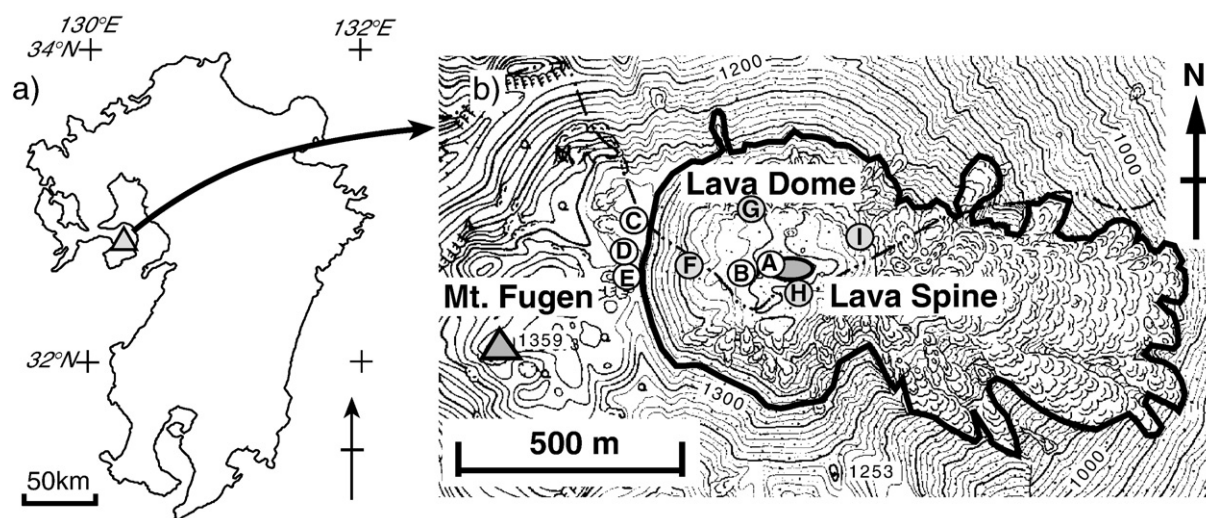 130°E
132°E
34°N
a)
32°N
50km
b)
1200
N
1000
Lava Dome
G
C
I
D
F
A
B
E
H
Mt. Fugen
Lava Spine
1359
1300
500 m
1253
1000